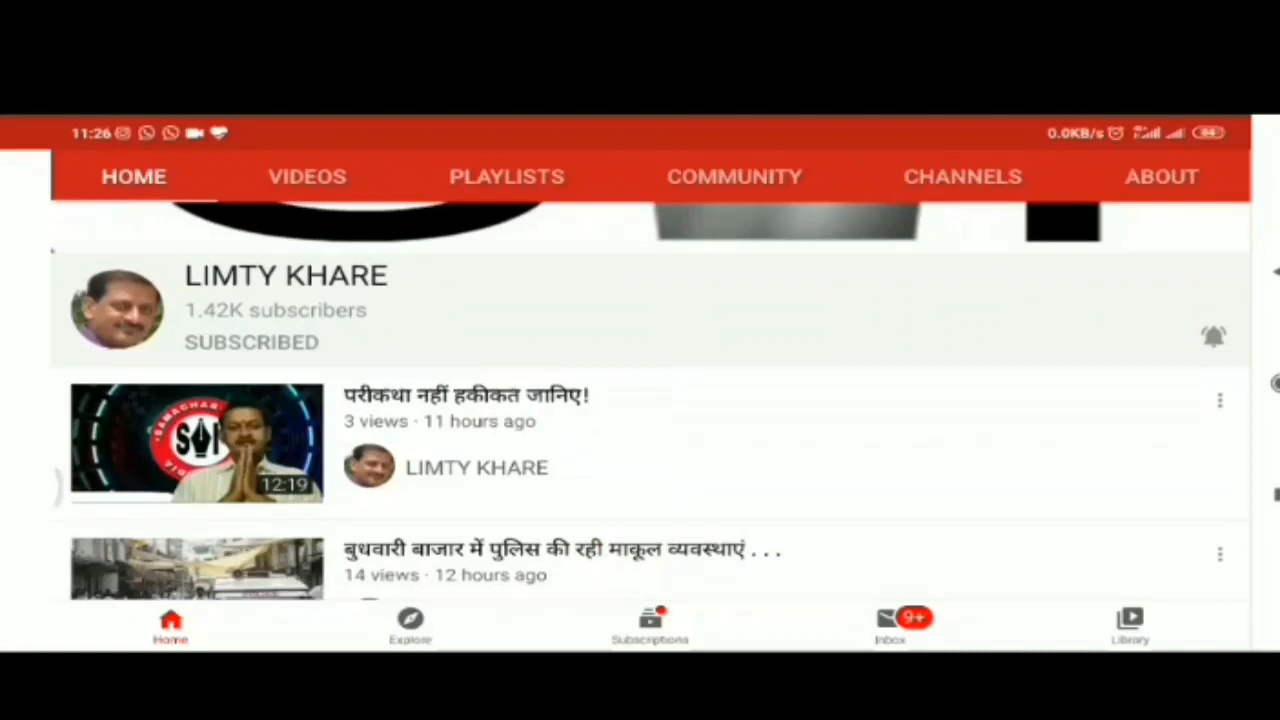 11:26
0.0KB/s
84
HOME VIDEOS PLAYLISTS COMMUNITY CHANNELS ABOUT
LIMTY KHARE
1.42K subscribers
SUBSCRIBED
परीकथा नहीं हकीकत जानिए!
3 views · 11 hours ago
LIMTY KHARE
SAMACHAR
12:19
बुधवारी बाजार में पुलिस की रही माकूल व्यवस्थाएं . . .
14 views · 12 hours ago
Home Explore Subscriptions Inbox 9+ Library